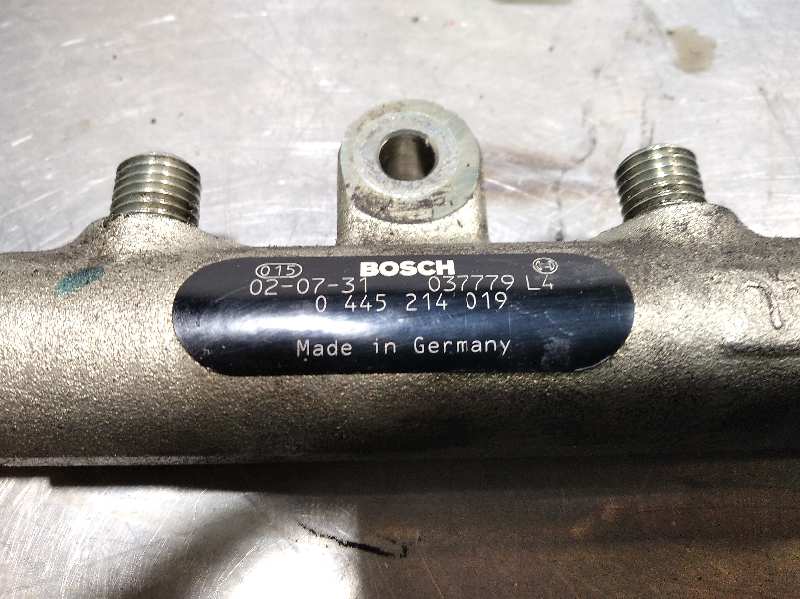 015 BOSCH
02-07-31 037779 L4
0 445 214 019
Made in Germany